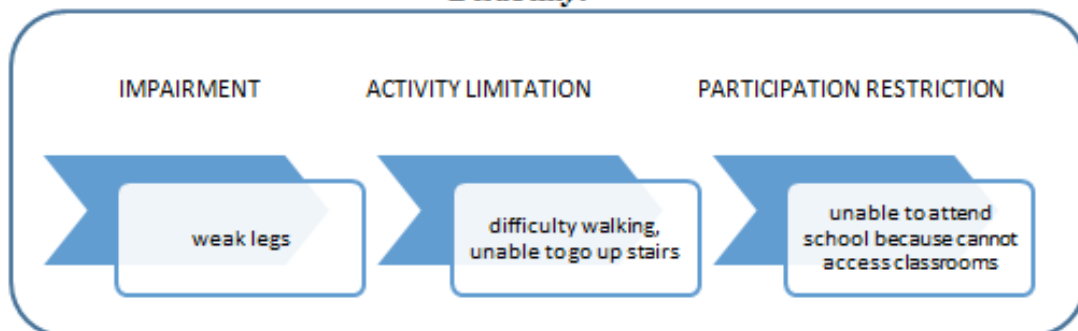 IMPAIRMENT
ACTIVITY LIMITATION
PARTICIPATION RESTRICTION
weak legs
difficulty walking,
unable to go up stairs
unable to attend
school because cannot
access classrooms